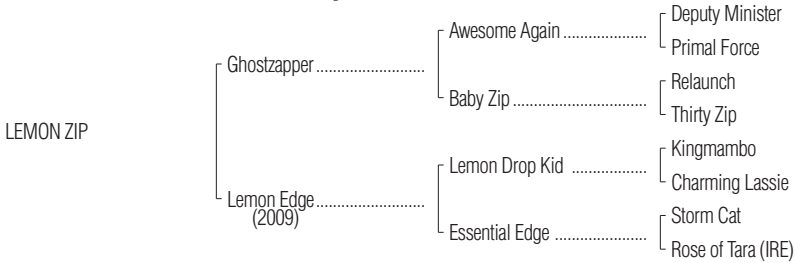 Deputy Minister
Awesome Again ....................
Primal Force
Ghostzapper ..........................
Relaunch
Baby Zip ................................
Thirty Zip
LEMON ZIP
Kingmambo
Lemon Drop Kid ..................
Charming Lassie
Lemon Edge ..........................
(2009)
Storm Cat
Essential Edge ......................
Rose of Tara (IRE)